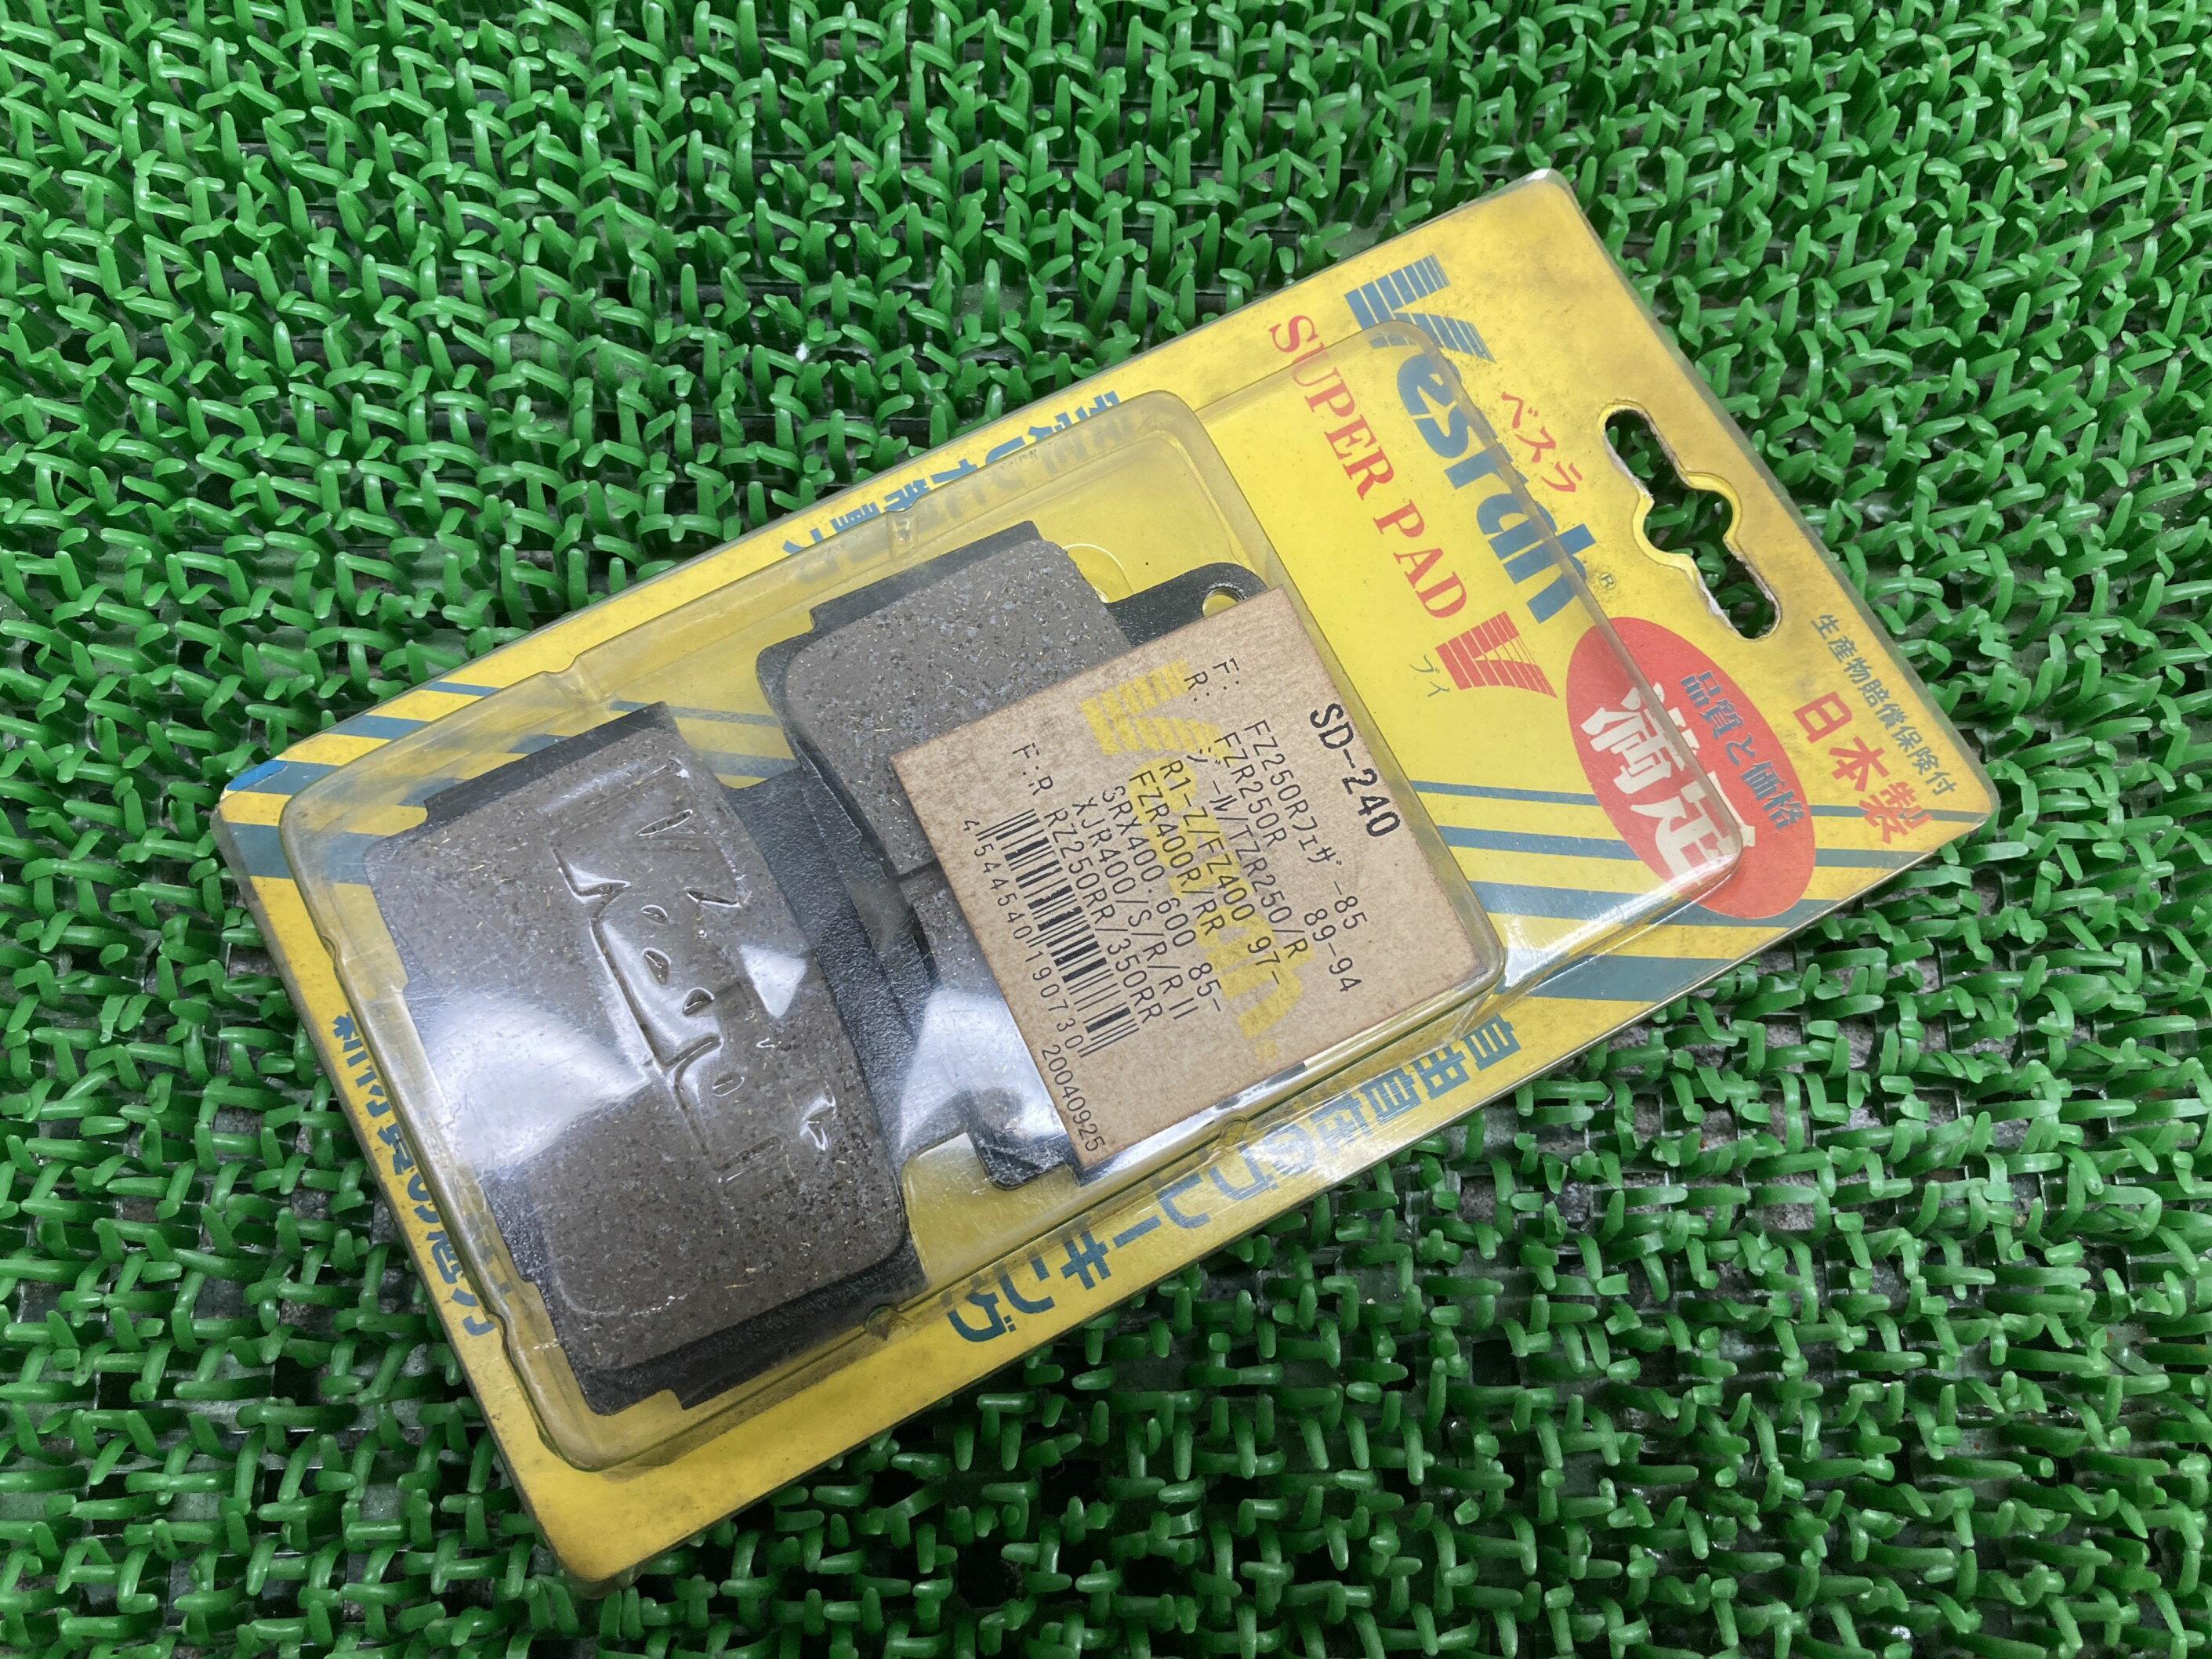 Vesrah®
ベスラ
SUPER PAD V
ブイ
品質と価格
満足
生産物賠償保険付
日本製
SD-240
F: FZ250Rフェザ゛-85
R: FZR250R 89-94
ジ-ル/TZR250/R
R1-Z/FZ400 97-
FZR400R/RR
SRX400.600 85-
XJR400/S/R/RII
F:R RZ250RR/350RR
4544540190730
20040925
Vesrah
自由自在のブレーキング